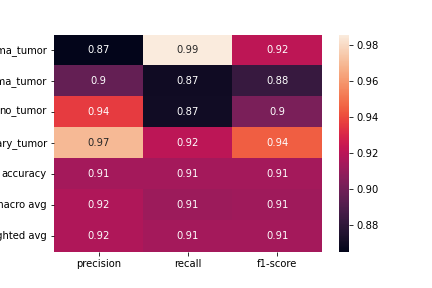 ma_tumor 0.87 0.99 0.92
ma_tumor 0.9 0.87 0.88
no_tumor 0.94 0.87 0.9
ary_tumor 0.97 0.92 0.94
accuracy 0.91 0.91 0.91
macro avg 0.92 0.91 0.91
ghted avg 0.92 0.91 0.91
precision recall f1-score
0.98
0.96
0.94
0.92
0.90
0.88